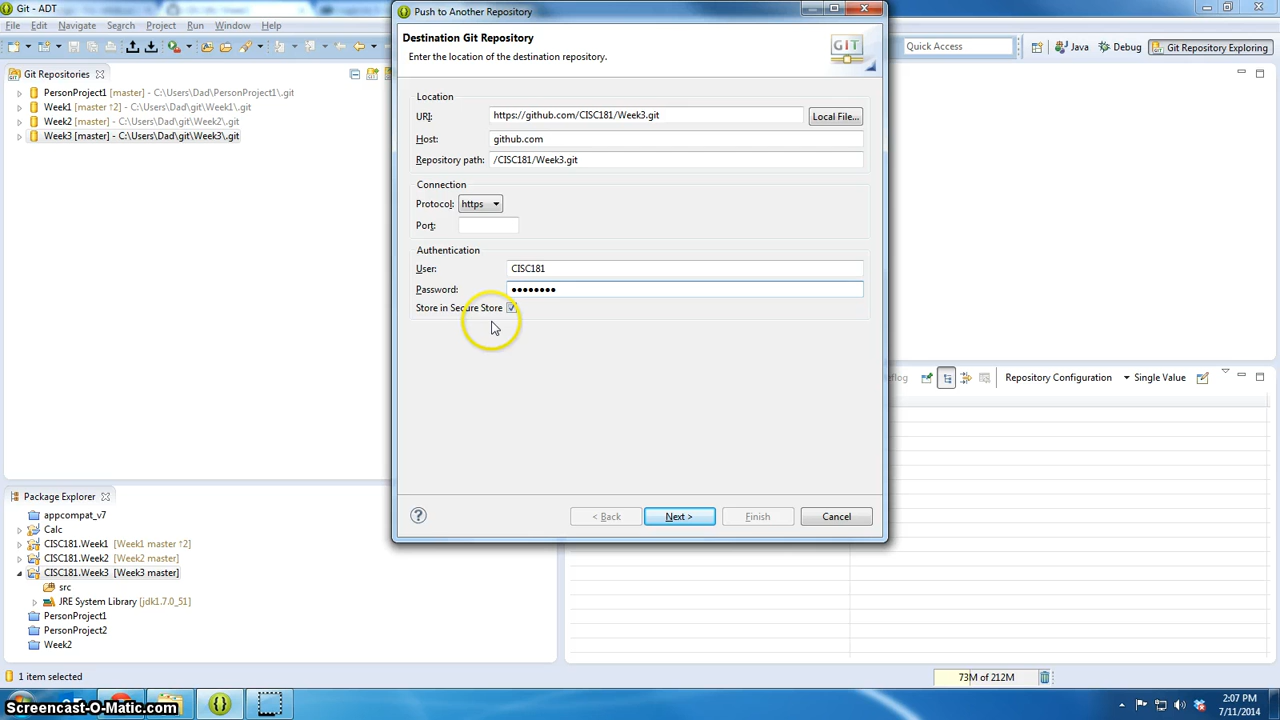 Git - ADT
File Edit Navigate Search Project Run Window
Quick Access
Java
Debug
Git Repository Exploring
Git Repositories
PersonProject1 [master] - C:\Users\Dad\PersonProject1\.git
Week1 [master ↑2] - C:\Users\Dad\git\Week1\.git
Week2 [master] - C:\Users\Dad\git\Week2\.git
Week3 [master] - C:\Users\Dad\git\Week3\.git
Push to Another Repository
Destination Git Repository
Enter the location of the destination repository.
GIT
Location
URI: https://github.com/CISC181/Week3.git Local File...
Host: github.com
Repository path: /CISC181/Week3.git
Connection
Protocol: https
Port:
Authentication
User: CISC181
Password: ••••••••
Store in Secure Store
< Back Next > Finish Cancel
Repository Configuration Single Value
Package Explorer
appcompat_v7
Calc
CISC181.Week1 [Week1 master ↑2]
CISC181.Week2 [Week2 master]
CISC181.Week3 [Week3 master]
src
JRE System Library [jdk1.7.0_51]
PersonProject1
PersonProject2
Week2
1 item selected
73M of 212M
Screencast-O-Matic.com
2:07 PM
7/11/2014